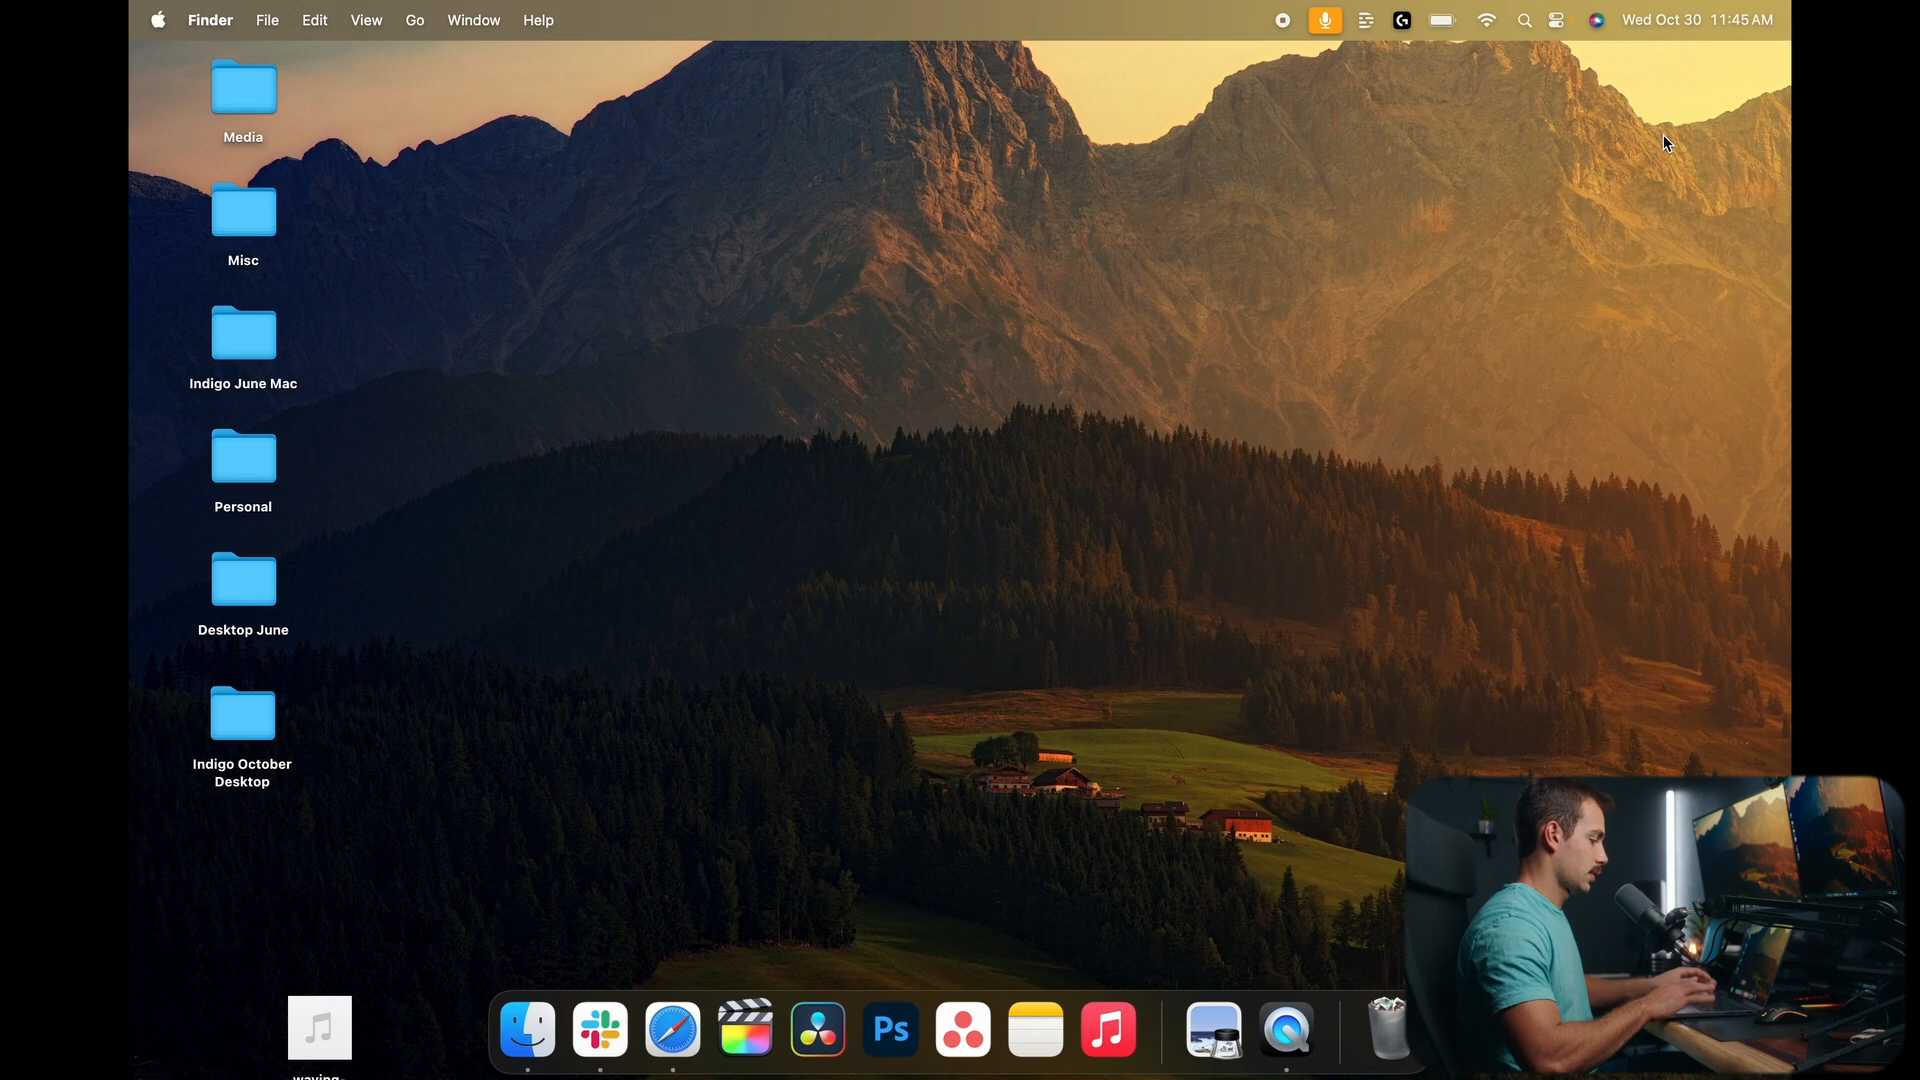 Finder File Edit View Go Window Help Wed Oct 30 11:45 AM
Media
Misc
Indigo June Mac
Personal
Desktop June
Indigo October
Desktop
Ps